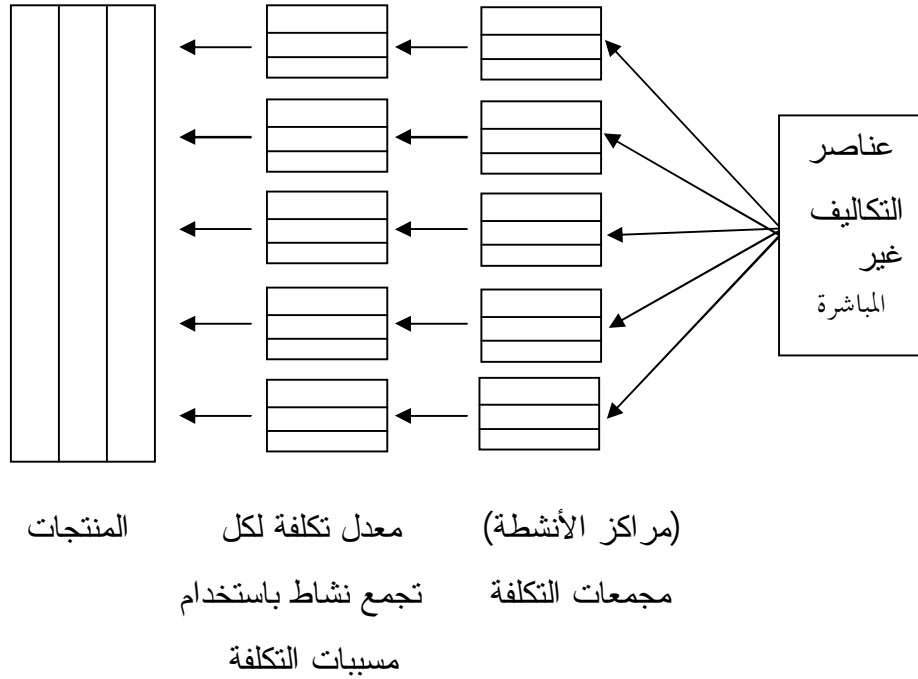 عناصر
التكاليف
غير
المباشرة
(مراكز الأنشطة)
مجمعات التكلفة
معدل تكلفة لكل
تجمع نشاط باستخدام
مسببات التكلفة
المنتجات